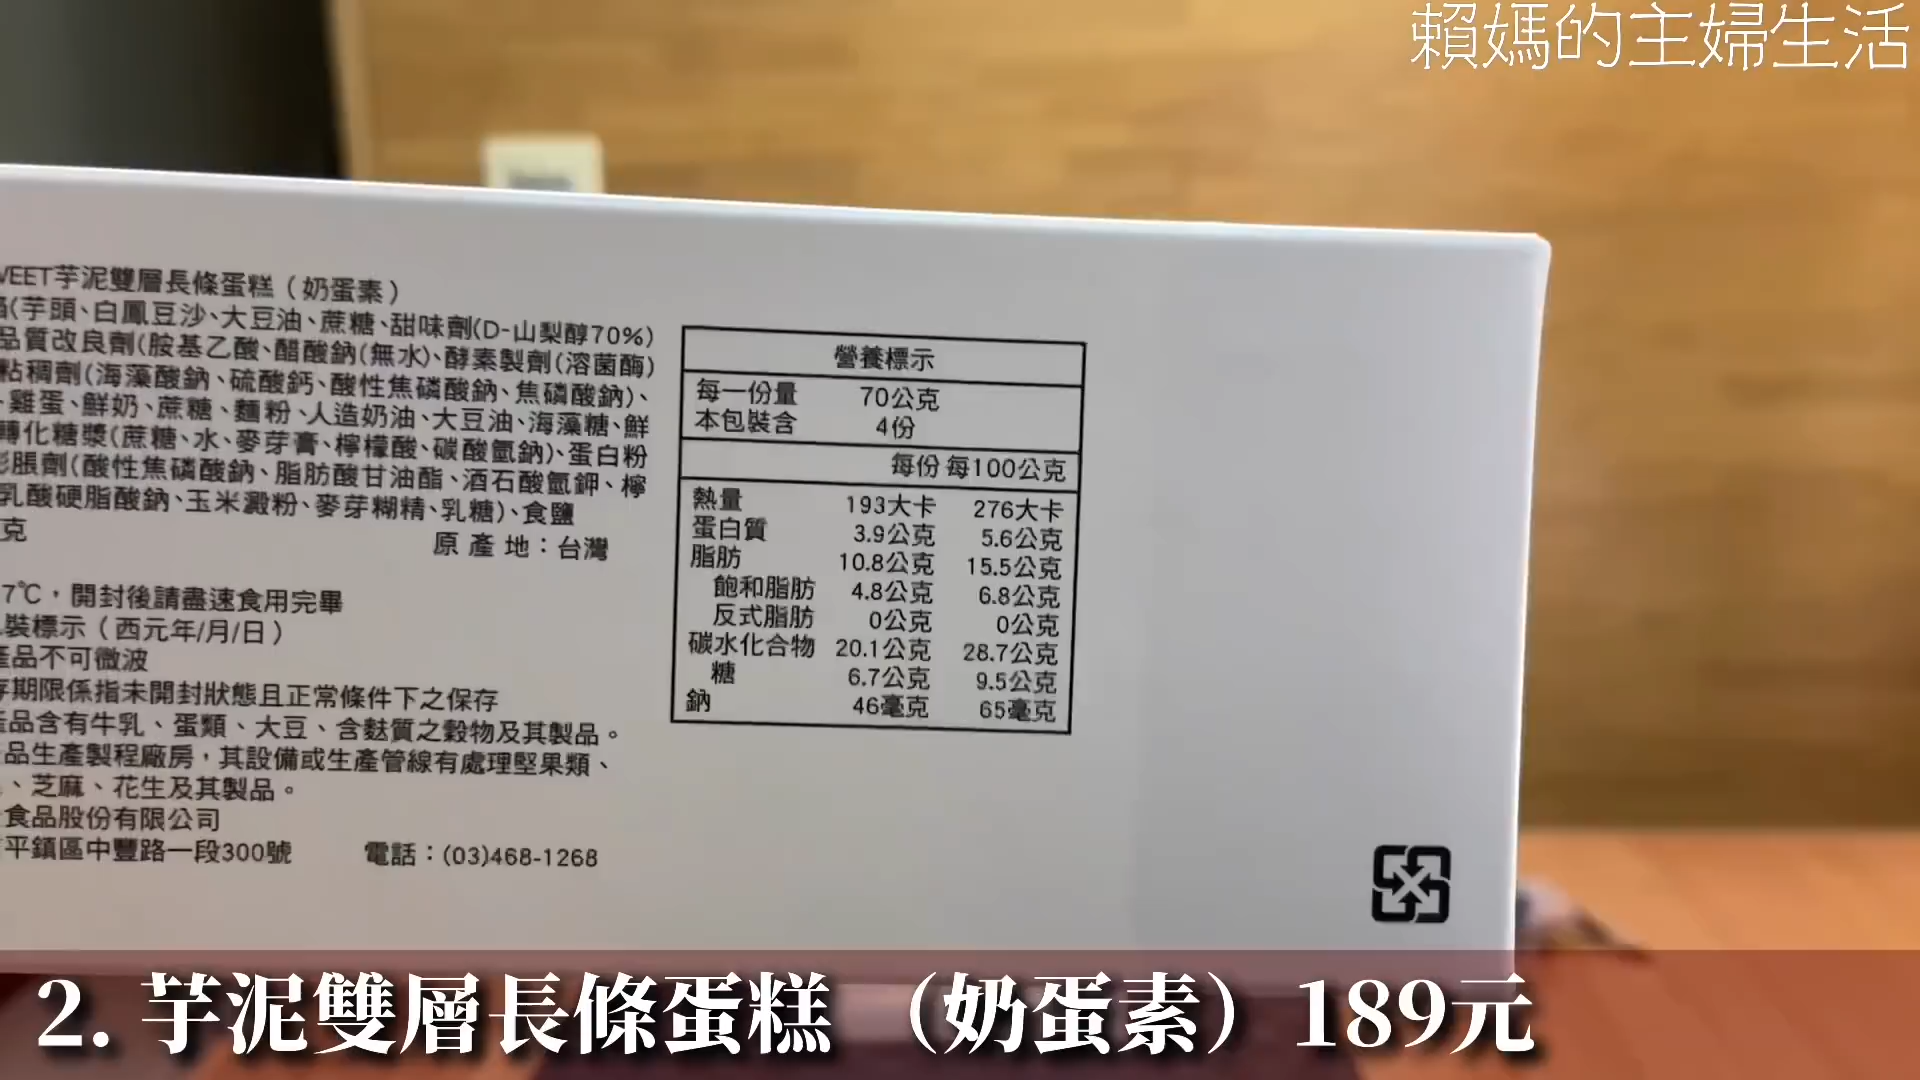 賴媽的主婦生活
VEET芋泥雙層長條蛋糕（奶蛋素）
(芋頭、白鳳豆沙、大豆油、蔗糖、甜味劑(D-山梨醇70%)
品質改良劑(胺基乙酸、醋酸鈉(無水)、酵素製劑(溶菌酶)
粘稠劑(海藻酸鈉、硫酸鈣、酸性焦磷酸鈉、焦磷酸鈉)、
、雞蛋、鮮奶、蔗糖、麵粉、人造奶油、大豆油、海藻糖、鮮
轉化糖漿(蔗糖、水、麥芽膏、檸檬酸、碳酸氫鈉)、蛋白粉
膨脹劑(酸性焦磷酸鈉、脂肪酸甘油酯、酒石酸氫鉀、檸
乳酸硬脂酸鈉、玉米澱粉、麥芽糊精、乳糖)、食鹽
克
原產地：台灣
7℃，開封後請盡速食用完畢
裝標示（西元年/月/日）
產品不可微波
存期限係指未開封狀態且正常條件下之保存
產品含有牛乳、蛋類、大豆、含麩質之穀物及其製品。
品生產製程廠房，其設備或生產管線有處理堅果類、
、芝麻、花生及其製品。
食品股份有限公司
平鎮區中豐路一段300號 電話：(03)468-1268
營養標示
每一份量 70公克
本包裝含 4份
每份 每100公克
熱量 193大卡 276大卡
蛋白質 3.9公克 5.6公克
脂肪 10.8公克 15.5公克
飽和脂肪 4.8公克 6.8公克
反式脂肪 0公克 0公克
碳水化合物 20.1公克 28.7公克
糖 6.7公克 9.5公克
鈉 46毫克 65毫克
2. 芋泥雙層長條蛋糕 （奶蛋素）189元